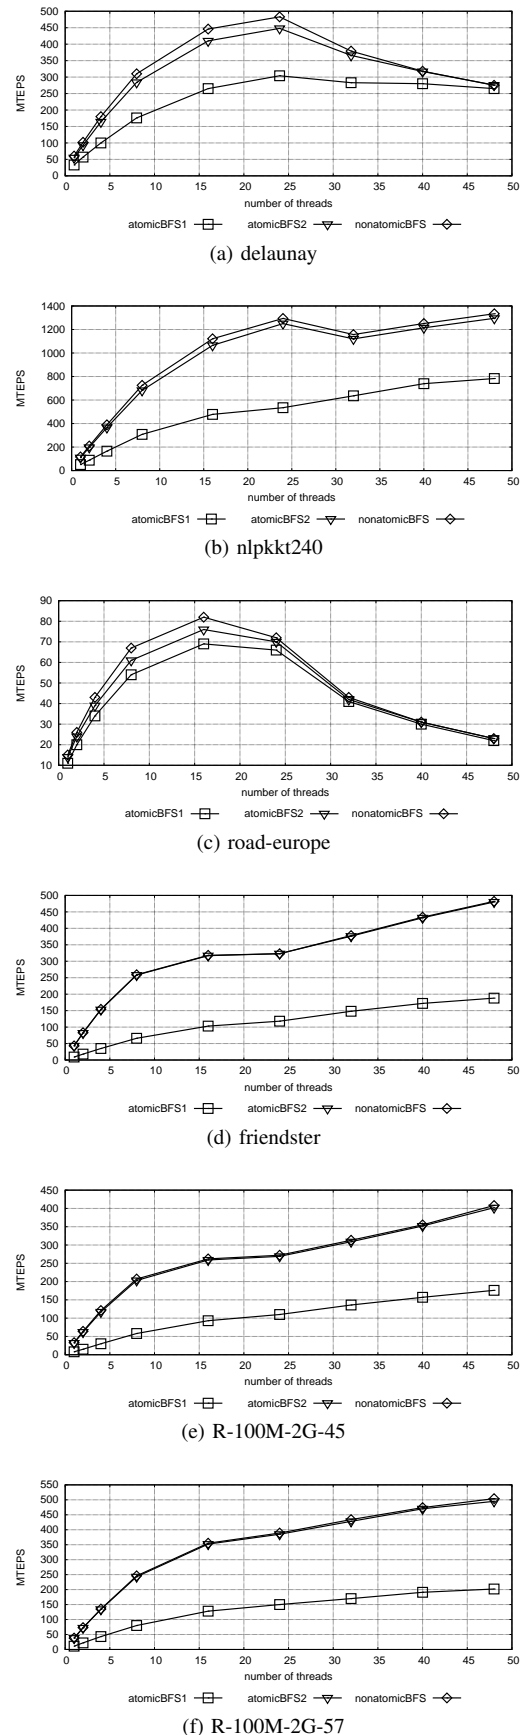 500
450
400
350
300
250
200
150
100
50
0
MTEPS
0 5 10 15 20 25 30 35 40 45 50
number of threads
atomicBFS1 atomicBFS2 nonatomicBFS
(a) delaunay
1400
1200
1000
800
600
400
200
0
MTEPS
0 5 10 15 20 25 30 35 40 45 50
number of threads
atomicBFS1 atomicBFS2 nonatomicBFS
(b) nlpkkt240
90
80
70
60
50
40
30
20
10
MTEPS
0 5 10 15 20 25 30 35 40 45 50
number of threads
atomicBFS1 atomicBFS2 nonatomicBFS
(c) road-europe
500
450
400
350
300
250
200
150
100
50
0
MTEPS
0 5 10 15 20 25 30 35 40 45 50
number of threads
atomicBFS1 atomicBFS2 nonatomicBFS
(d) friendster
450
400
350
300
250
200
150
100
50
0
MTEPS
0 5 10 15 20 25 30 35 40 45 50
number of threads
atomicBFS1 atomicBFS2 nonatomicBFS
(e) R-100M-2G-45
550
500
450
400
350
300
250
200
150
100
50
0
MTEPS
0 5 10 15 20 25 30 35 40 45 50
number of threads
atomicBFS1 atomicBFS2 nonatomicBFS
(f) R-100M-2G-57